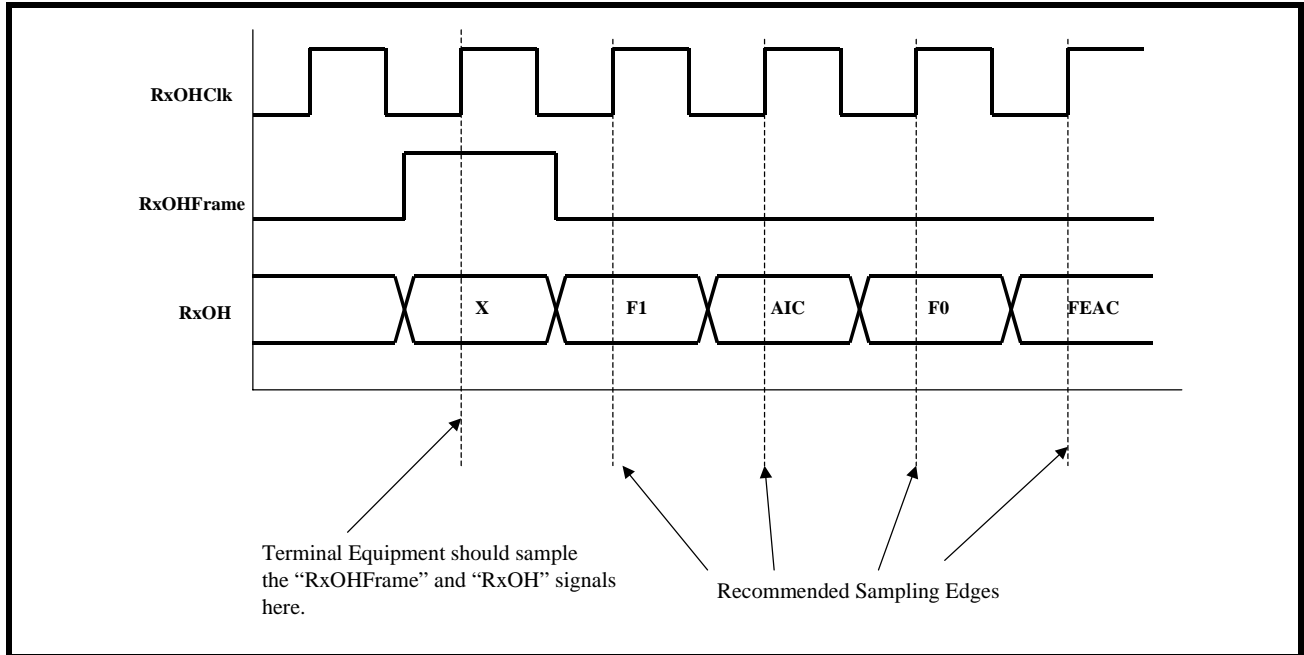 RxOHClk
RxOHFrame
RxOH
X
F1
AIC
F0
FEAC
Terminal Equipment should sample
the “RxOHFrame” and “RxOH” signals
here.
Recommended Sampling Edges